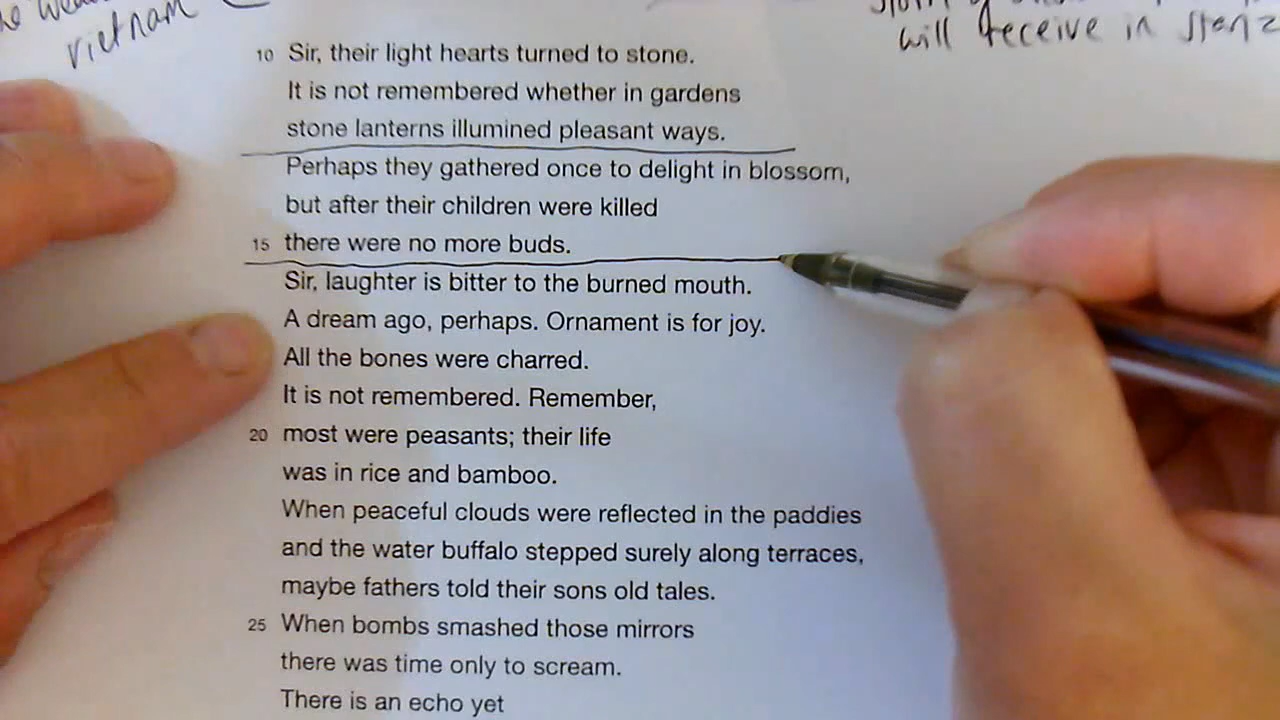 vietnam
will receive in
10 Sir, their light hearts turned to stone.
It is not remembered whether in gardens
stone lanterns illumined pleasant ways.
Perhaps they gathered once to delight in blossom,
but after their children were killed
15 there were no more buds.
Sir, laughter is bitter to the burned mouth.
A dream ago, perhaps. Ornament is for joy.
All the bones were charred.
It is not remembered. Remember,
20 most were peasants; their life
was in rice and bamboo.
When peaceful clouds were reflected in the paddies
and the water buffalo stepped surely along terraces,
maybe fathers told their sons old tales.
25 When bombs smashed those mirrors
there was time only to scream.
There is an echo yet